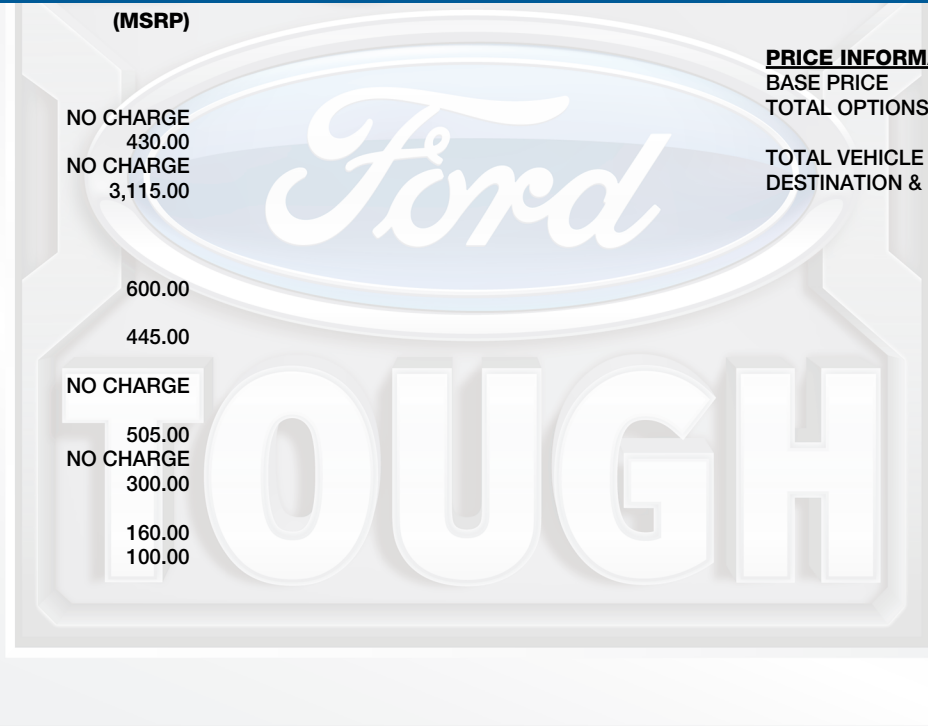 (MSRP)
NO CHARGE
430.00
NO CHARGE
3,115.00
600.00
445.00
NO CHARGE
505.00
NO CHARGE
300.00
160.00
100.00
PRICE INFORMA
BASE PRICE
TOTAL OPTIONS
TOTAL VEHICLE
DESTINATION &
Ford
TOUGH